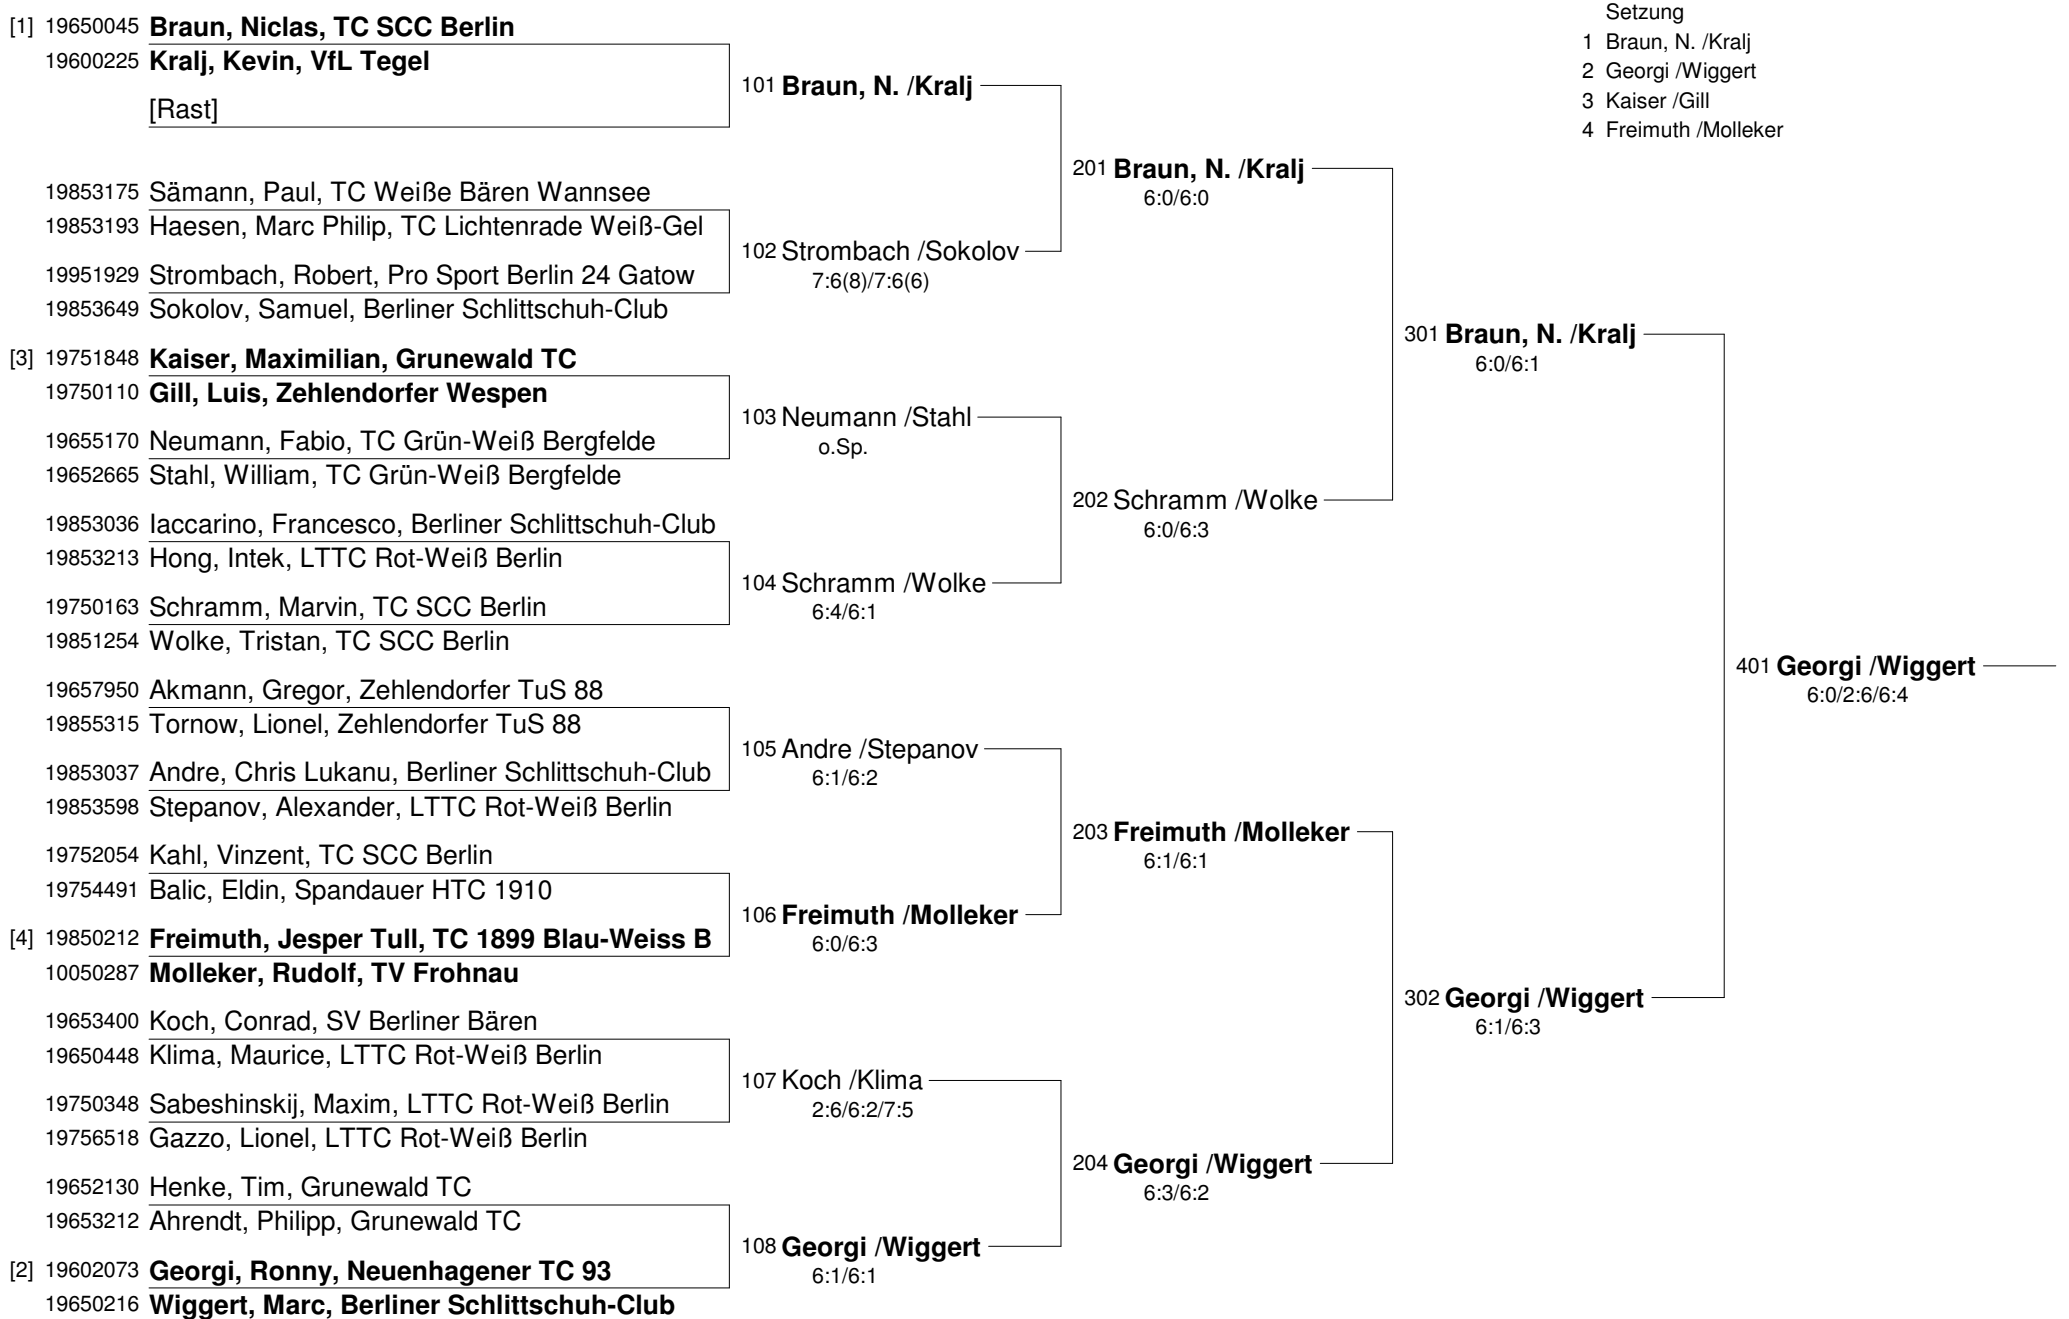 [1] 19650045 Braun, Niclas, TC SCC Berlin
19600225 Kralj, Kevin, VfL Tegel
[Rast]
19853175 Sämann, Paul, TC Weiße Bären Wannsee
19853193 Haesen, Marc Philip, TC Lichtenrade Weiß-Gel
19951929 Strombach, Robert, Pro Sport Berlin 24 Gatow
19853649 Sokolov, Samuel, Berliner Schlittschuh-Club
[3] 19751848 Kaiser, Maximilian, Grunewald TC
19750110 Gill, Luis, Zehlendorfer Wespen
19655170 Neumann, Fabio, TC Grün-Weiß Bergfelde
19652665 Stahl, William, TC Grün-Weiß Bergfelde
19853036 Iaccarino, Francesco, Berliner Schlittschuh-Club
19853213 Hong, Intek, LTTC Rot-Weiß Berlin
19750163 Schramm, Marvin, TC SCC Berlin
19851254 Wolke, Tristan, TC SCC Berlin
19657950 Akmann, Gregor, Zehlendorfer TuS 88
19855315 Tornow, Lionel, Zehlendorfer TuS 88
19853037 Andre, Chris Lukanu, Berliner Schlittschuh-Club
19853598 Stepanov, Alexander, LTTC Rot-Weiß Berlin
19752054 Kahl, Vinzent, TC SCC Berlin
19754491 Balic, Eldin, Spandauer HTC 1910
[4] 19850212 Freimuth, Jesper Tull, TC 1899 Blau-Weiss B
10050287 Molleker, Rudolf, TV Frohnau
19653400 Koch, Conrad, SV Berliner Bären
19650448 Klima, Maurice, LTTC Rot-Weiß Berlin
19750348 Sabeshinskij, Maxim, LTTC Rot-Weiß Berlin
19756518 Gazzo, Lionel, LTTC Rot-Weiß Berlin
19652130 Henke, Tim, Grunewald TC
19653212 Ahrendt, Philipp, Grunewald TC
[2] 19602073 Georgi, Ronny, Neuenhagener TC 93
19650216 Wiggert, Marc, Berliner Schlittschuh-Club
101 Braun, N. /Kralj
102 Strombach /Sokolov
7:6(8)/7:6(6)
103 Neumann /Stahl
o.Sp.
104 Schramm /Wolke
6:4/6:1
105 Andre /Stepanov
6:1/6:2
106 Freimuth /Molleker
6:0/6:3
107 Koch /Klima
2:6/6:2/7:5
108 Georgi /Wiggert
6:1/6:1
201 Braun, N. /Kralj
6:0/6:0
202 Schramm /Wolke
6:0/6:3
203 Freimuth /Molleker
6:1/6:1
204 Georgi /Wiggert
6:3/6:2
301 Braun, N. /Kralj
6:0/6:1
302 Georgi /Wiggert
6:1/6:3
401 Georgi /Wiggert
6:0/2:6/6:4
Setzung
1 Braun, N. /Kralj
2 Georgi /Wiggert
3 Kaiser /Gill
4 Freimuth /Molleker